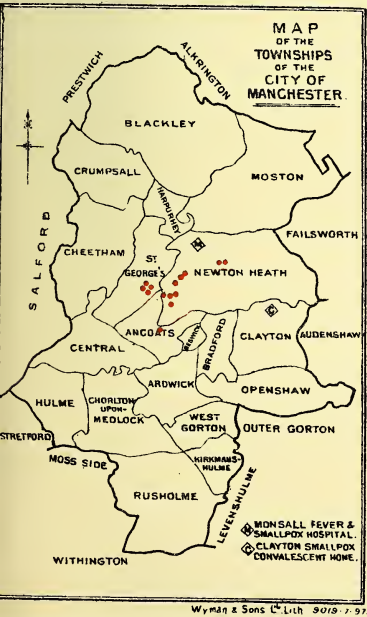 MAP
OF THE
TOWNSHIPS
OF THE
CITY OF
MANCHESTER.
PRESTWICH
ALKRINGTON
BLACKLEY
CRUMPSALL
HARPURHEY
MOSTON
SALFORD
CHEETHAM
ST
GEORGE'S
M
FAILSWORTH
NEWTON HEATH
C
ANCOATS
BESWICK
BRADFORD
CLAYTON
AUDENSHAW
CENTRAL
ARDWICK
OPENSHAW
HULME
CHORLTON
UPON-
MEDLOCK
WEST
GORTON
OUTER GORTON
STRETFORD
MOSS SIDE
KIRKMANS-
HULME
RUSHOLME
LEVENSHULME
WITHINGTON
M MONSALL FEVER &
SMALLPOX HOSPITAL.
C CLAYTON SMALLPOX
CONVALESCENT HOME.
Wyman & Sons Ld. Lith 9019.7.97